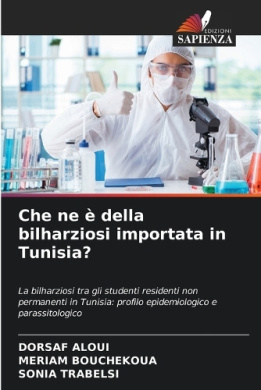 EDIZIONI
SAPIENZA
Che ne è della
bilharziosi importata in
Tunisia?
La bilharziosi tra gli studenti residenti non
permanenti in Tunisia: profilo epidemiologico e
parassitologico
DORSAF ALOUI
MERIAM BOUCHEKOUA
SONIA TRABELSI